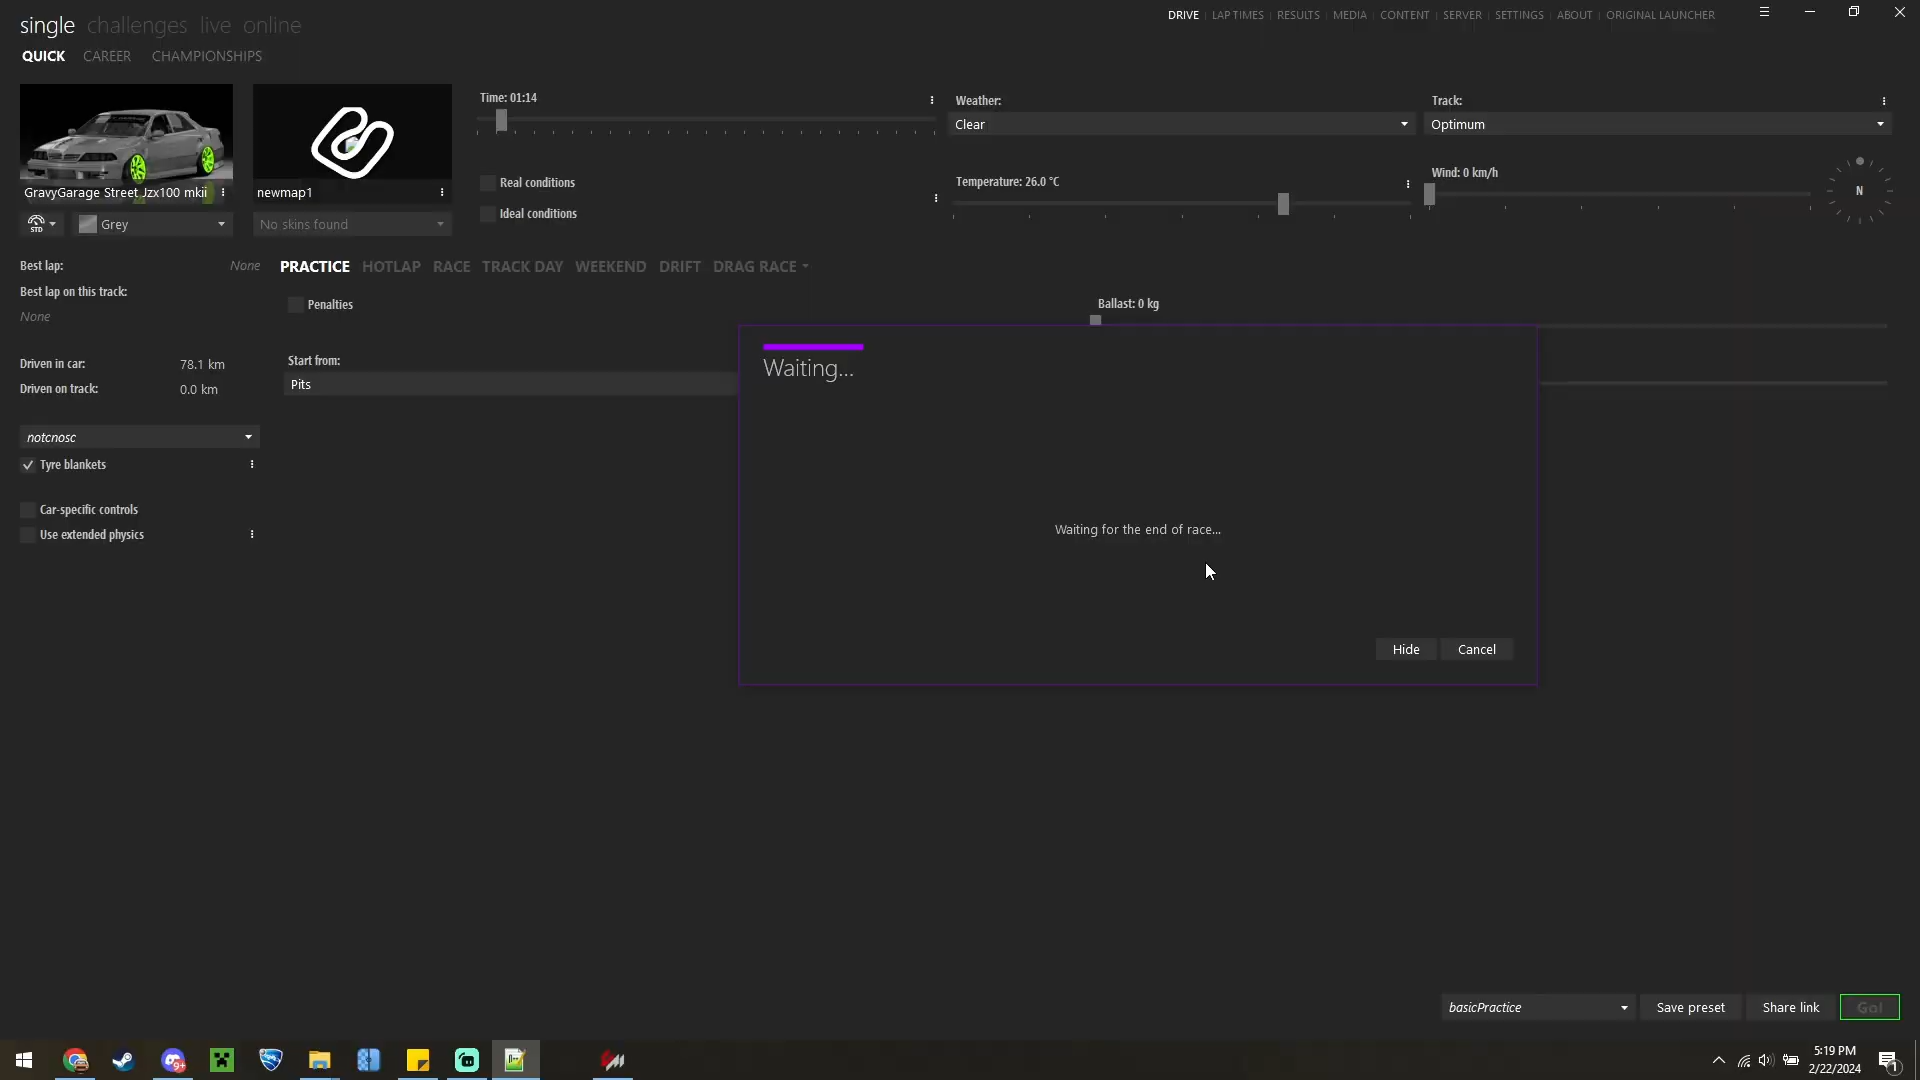 single challenges live online
DRIVE LAP TIMES RESULTS MEDIA CONTENT SERVER SETTINGS ABOUT ORIGINAL LAUNCHER
QUICK CAREER CHAMPIONSHIPS
GravyGarage Street Jzx100 mkii
newmap1
STD
Grey
No skins found
Time: 01:14
Real conditions
Ideal conditions
Weather:
Clear
Temperature: 26.0 °C
Track:
Optimum
Wind: 0 km/h
N
Best lap: None
Best lap on this track:
None
Driven in car: 78.1 km
Driven on track: 0.0 km
notcnosc
Tyre blankets
Car-specific controls
Use extended physics
PRACTICE HOTLAP RACE TRACK DAY WEEKEND DRIFT DRAG RACE
Penalties
Ballast: 0 kg
Start from:
Pits
Waiting...
Waiting for the end of race...
Hide Cancel
basicPractice Save preset Share link Go!
9+
5:19 PM
2/22/2024
1